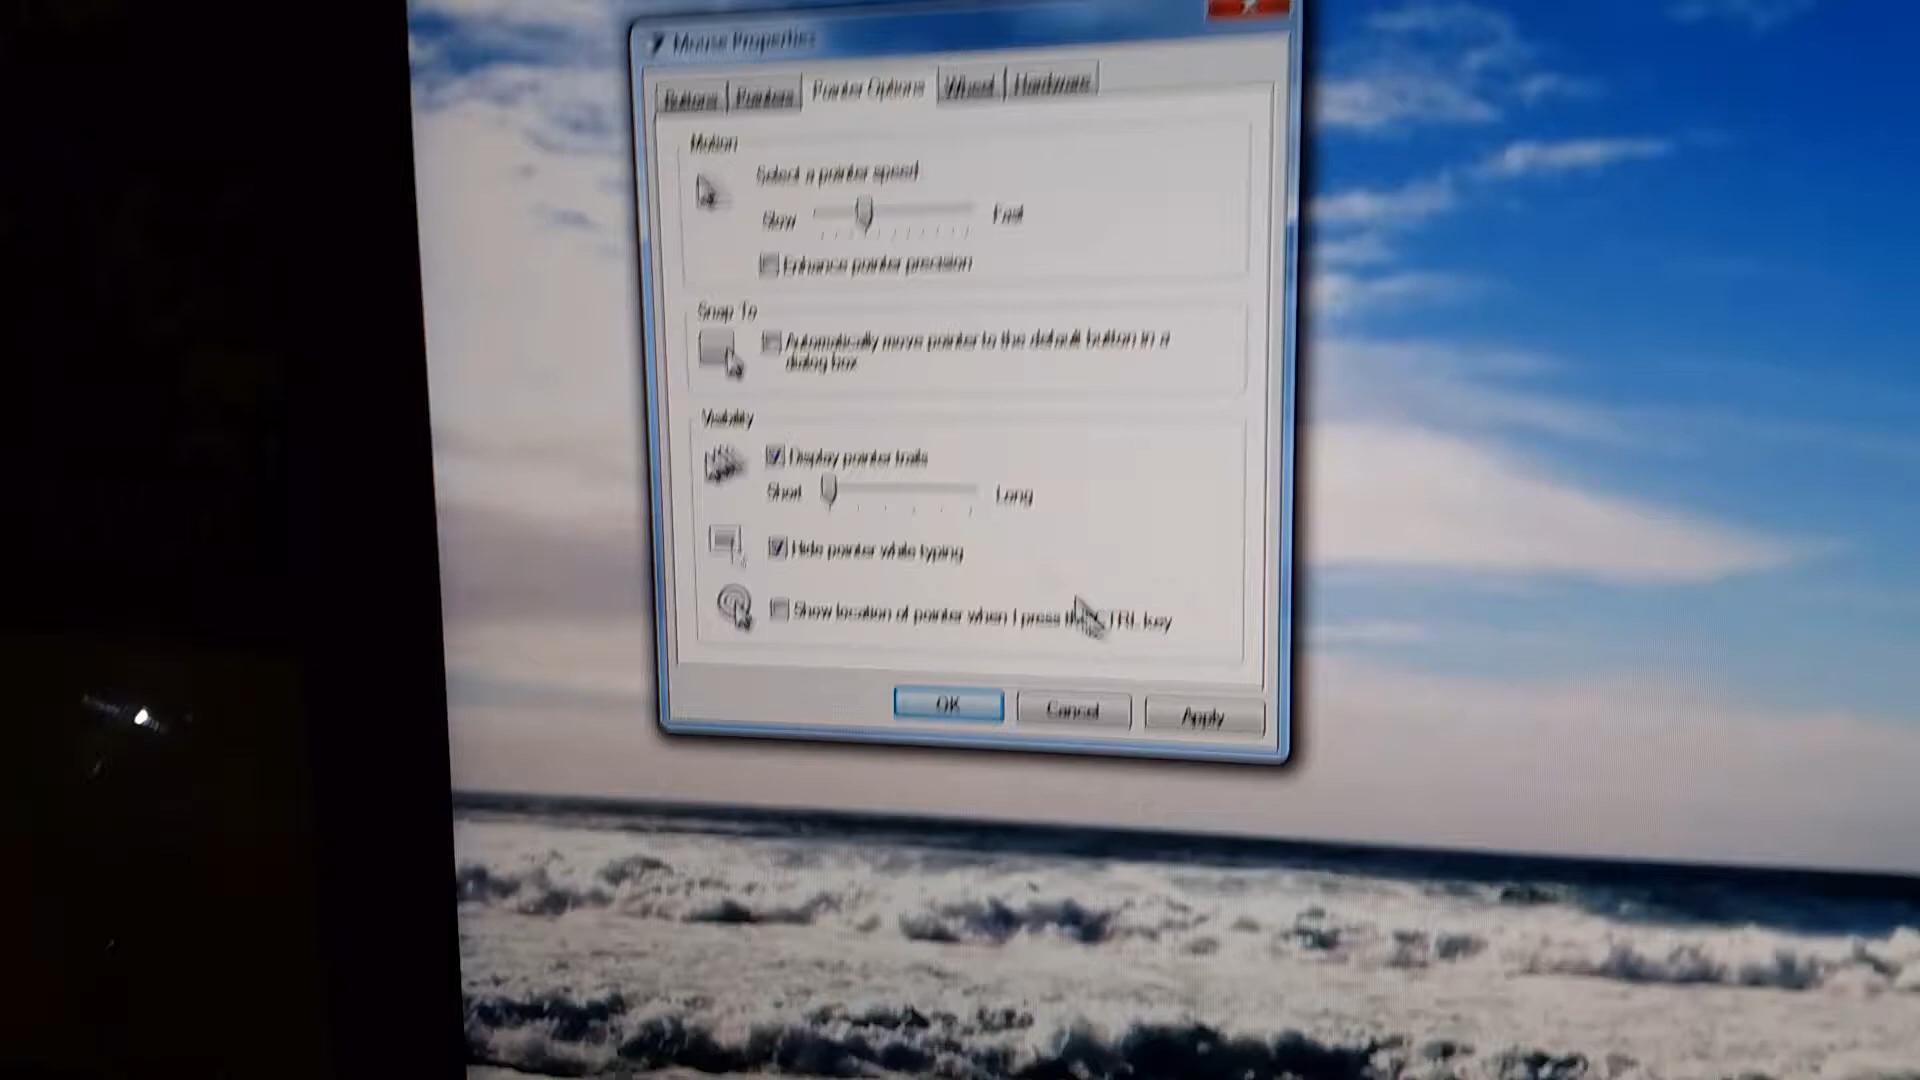 Mouse Properties
Buttons Pointers Pointer Options Wheel Hardware
Motion
Select a pointer speed
Slow Fast
Enhance pointer precision
Snap To
Automatically move pointer to the default button in a
dialog box
Visibility
Display pointer trails
Short Long
Hide pointer while typing
Show location of pointer when I press the CTRL key
OK Cancel Apply